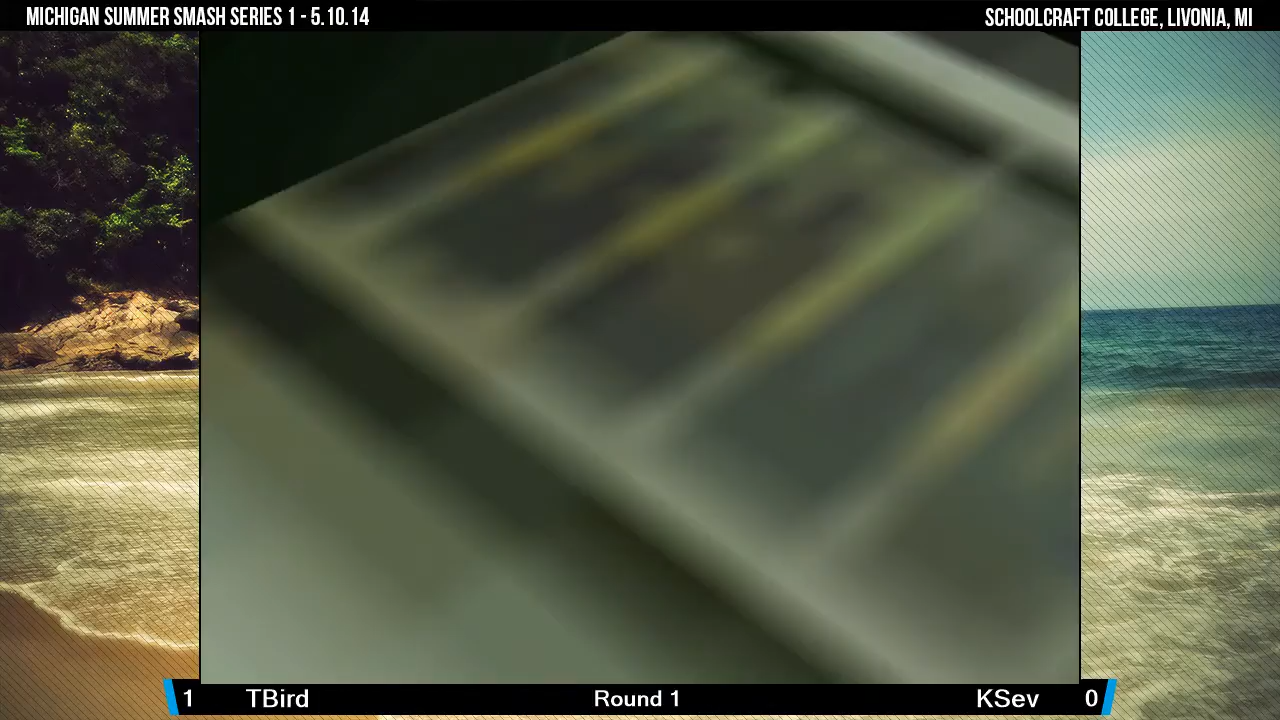 MICHIGAN SUMMER SMASH SERIES 1 - 5.10.14
SCHOOLCRAFT COLLEGE, LIVONIA, MI
1 TBird Round 1 KSev 0